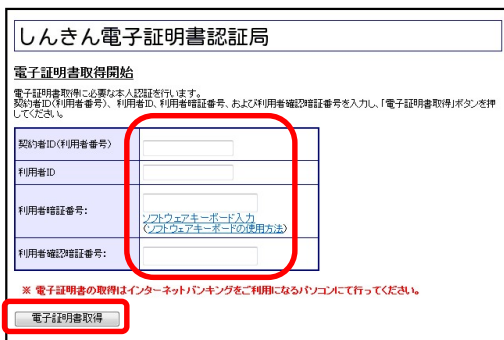 しんきん電子証明書認証局
電子証明書取得開始
電子証明書取得に必要な本人認証を行います。
契約者ID(利用者番号)、利用者ID、利用者暗証番号、および利用者確認暗証番号を入力し、「電子証明書取得」ボタンを押
してください。
契約者ID(利用者番号)
利用者ID
利用者暗証番号:
ソフトウェアキーボード入力
(ソフトウェアキーボードの使用方法)
利用者確認暗証番号:
※ 電子証明書の取得はインターネットバンキングをご利用になるパソコンにて行ってください。
電子証明書取得